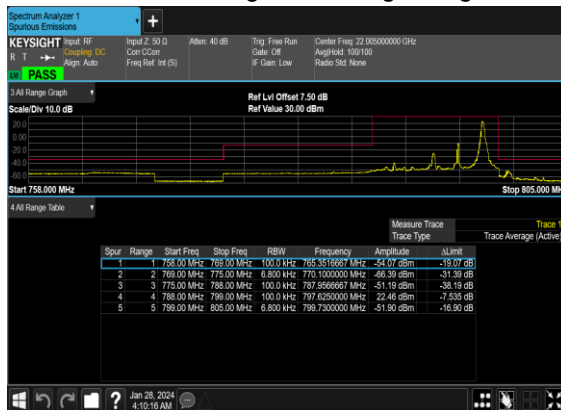 Spectrum Analyzer 1
Spurious Emissions
KEYSIGHT Input: RF Input Z: 50 Ω Atten: 40 dB Trig: Free Run Center Freq: 22.005000000 GHz
R T Coupling: DC Corr CCorr Gate: Off Avg|Hold: 100/100
Align: Auto Freq Ref: Int (S) IF Gain: Low Radio Std: None
PASS
3 All Range Graph
Ref Lvl Offset 7.50 dB
Scale/Div 10.0 dB Ref Value 30.00 dBm
20.0
0.00
-20.0
-40.0
-60.0
Start 758.000 MHz Stop 805.000 MH
4 All Range Table
Measure Trace Trace 1
Trace Type Trace Average (Active)
Spur Range Start Freq Stop Freq RBW Frequency Amplitude ΔLimit
1 1 758.00 MHz 769.00 MHz 100.0 kHz 765.3516667 MHz -54.07 dBm -19.07 dB
2 2 769.00 MHz 775.00 MHz 6.800 kHz 770.1000000 MHz -66.39 dBm -31.39 dB
3 3 775.00 MHz 788.00 MHz 100.0 kHz 787.9566667 MHz -51.19 dBm -38.19 dB
4 4 788.00 MHz 799.00 MHz 100.0 kHz 797.6250000 MHz 22.46 dBm -7.535 dB
5 5 799.00 MHz 805.00 MHz 6.800 kHz 799.7300000 MHz -51.90 dBm -16.90 dB
Jan 28, 2024
4:10:16 AM